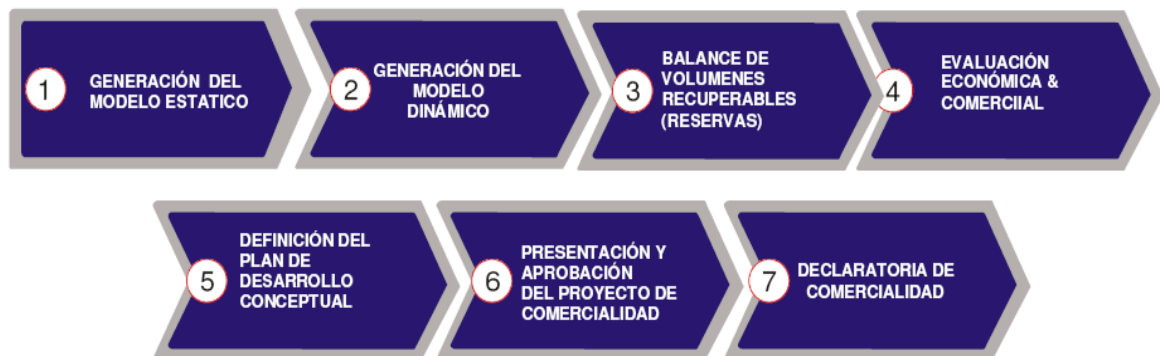 1
GENERACIÓN DEL
MODELO ESTATICO
2
GENERACIÓN DEL
MODELO
DINÁMICO
3
BALANCE DE
VOLUMENES
RECUPERABLES
(RESERVAS)
4
EVALUACIÓN
ECONÓMICA &
COMERCIIAL
5
DEFINICIÓN DEL
PLAN DE
DESARROLLO
CONCEPTUAL
6
PRESENTACIÓN Y
APROBACIÓN
DEL PROYECTO DE
COMERCIALIDAD
7
DECLARATORIA DE
COMERCIALIDAD